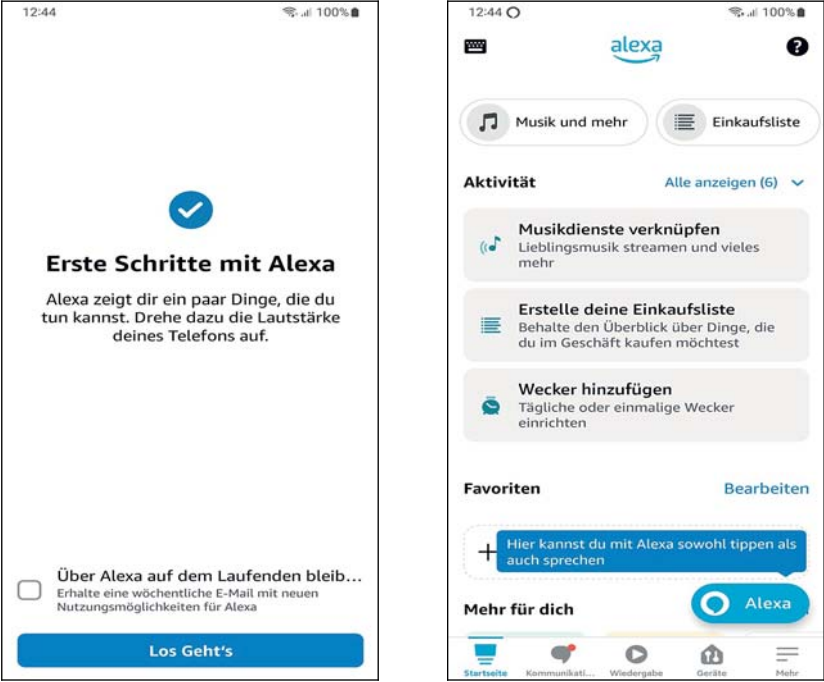 12:44
100%
Erste Schritte mit Alexa
Alexa zeigt dir ein paar Dinge, die du
tun kannst. Drehe dazu die Lautstärke
deines Telefons auf.
Über Alexa auf dem Laufenden bleib...
Erhalte eine wöchentliche E-Mail mit neuen
Nutzungsmöglichkeiten für Alexa
Los Geht's
12:44
100%
alexa
Musik und mehr
Einkaufsliste
Aktivität
Alle anzeigen (6)
Musikdienste verknüpfen
Lieblingsmusik streamen und vieles
mehr
Erstelle deine Einkaufsliste
Behalte den Überblick über Dinge, die
du im Geschäft kaufen möchtest
Wecker hinzufügen
Tägliche oder einmalige Wecker
einrichten
Favoriten
Bearbeiten
Hier kannst du mit Alexa sowohl tippen als
auch sprechen
Mehr für dich
Alexa
Startseite
Kommunikati...
Wiedergabe
Geräte
Mehr